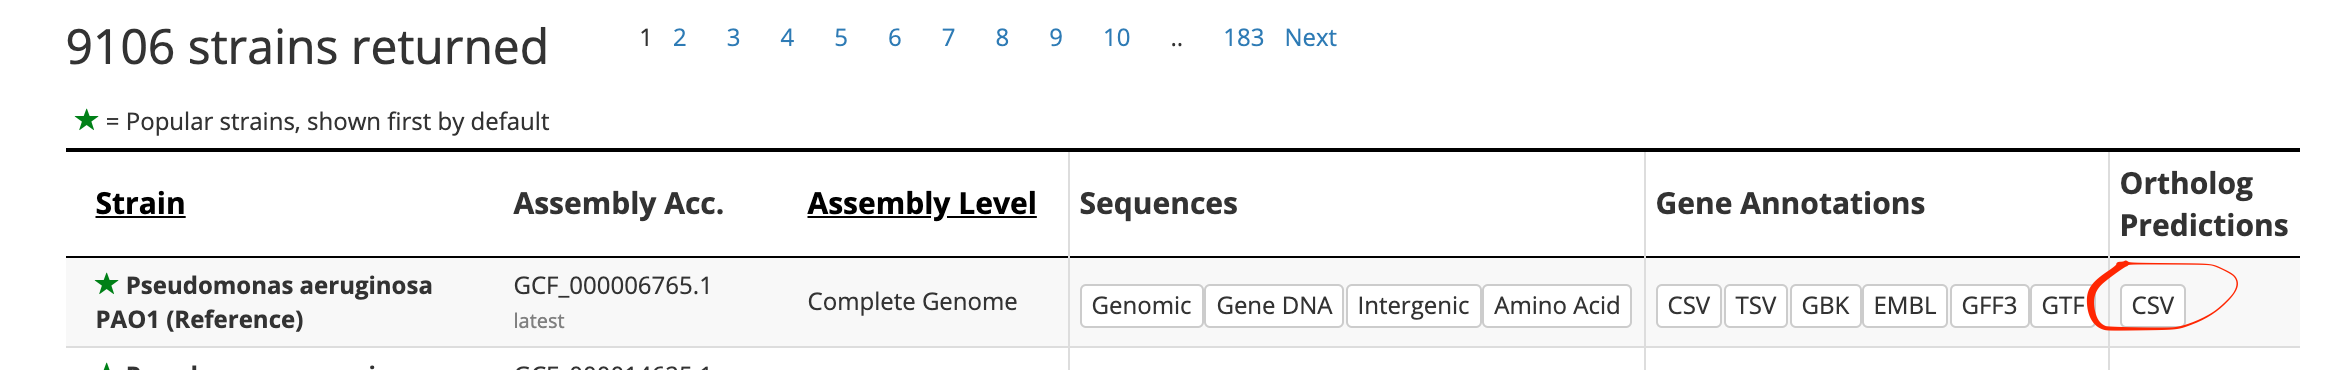 9106 strains returned 1 2 3 4 5 6 7 8 9 10 .. 183 Next
★ = Popular strains, shown first by default
Strain Assembly Acc. Assembly Level Sequences Gene Annotations Ortholog
Predictions
★ Pseudomonas aeruginosa GCF_000006765.1 Complete Genome Genomic Gene DNA Intergenic Amino Acid CSV TSV GBK EMBL GFF3 GTF CSV
PAO1 (Reference) latest